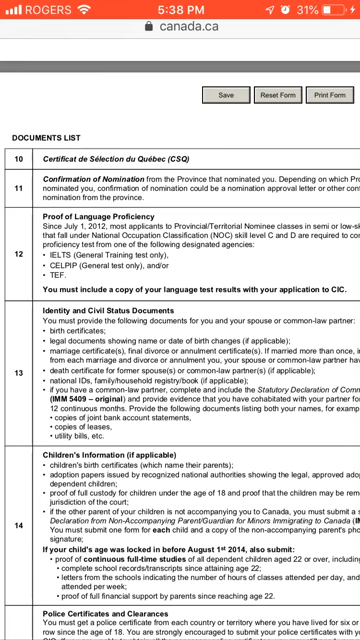 ROGERS 5:38 PM 31%
canada.ca
Save Reset Form Print Form
DOCUMENTS LIST
10 Certificat de Sélection du Québec (CSQ)
11 Confirmation of Nomination from the Province that nominated you. Depending on which
nominated you, confirmation of nomination could be a nomination approval letter or other
nomination from the province.
12 Proof of Language Proficiency
Since July 1, 2012, most applicants to Provincial/Territorial Nominee classes in semi or
that fall under National Occupation Classification (NOC) skill level C and D are required to
proficiency test from one of the following designated agencies:
• IELTS (General Training test only),
• CELPIP (General test only), and/or
• TEF.
You must include a copy of your language test results with your application to CIC.
13 Identity and Civil Status Documents
You must provide the following documents for you and your spouse or common-law partner:
• birth certificates;
• legal documents showing name or date of birth changes (if applicable);
• marriage certificate(s), final divorce or annulment certificate(s). If married more than once,
from each marriage and divorce or annulment you, your spouse or common-law partner
• death certificate for former spouse(s) or common-law partner(s) (if applicable);
• national IDs, family/household registry/book (if applicable);
• if you have a common-law partner, complete and include the Statutory Declaration of
(IMM 5409 – original) and provide evidence that you have cohabitated with your partner
12 continuous months. Provide the following documents listing both your names, for
• copies of joint bank account statements,
• copies of leases,
• utility bills, etc.
14 Children's Information (if applicable)
• children's birth certificates (which name their parents);
• adoption papers issued by recognized national authorities showing the legal, approved
dependent children;
• proof of full custody for children under the age of 18 and proof that the children may be
jurisdiction of the court;
• if the other parent of your children is not accompanying you to Canada, you must submit a
Declaration from Non-Accompanying Parent/Guardian for Minors Immigrating to Canada
You must submit one form for each child and a copy of the non-accompanying parent's
signature;
If your child's age was locked in before August 1st 2014, also submit:
• proof of continuous full-time studies of all dependent children aged 22 or over,
• complete school records/transcripts since attaining age 22;
• letters from the schools indicating the number of hours of classes attended per day, and
attended per week;
• proof of full financial support by parents since reaching age 22.
Police Certificates and Clearances
You must get a police certificate from each country or territory where you have lived for six or
row since the age of 18. You are strongly encouraged to submit your police certificates with